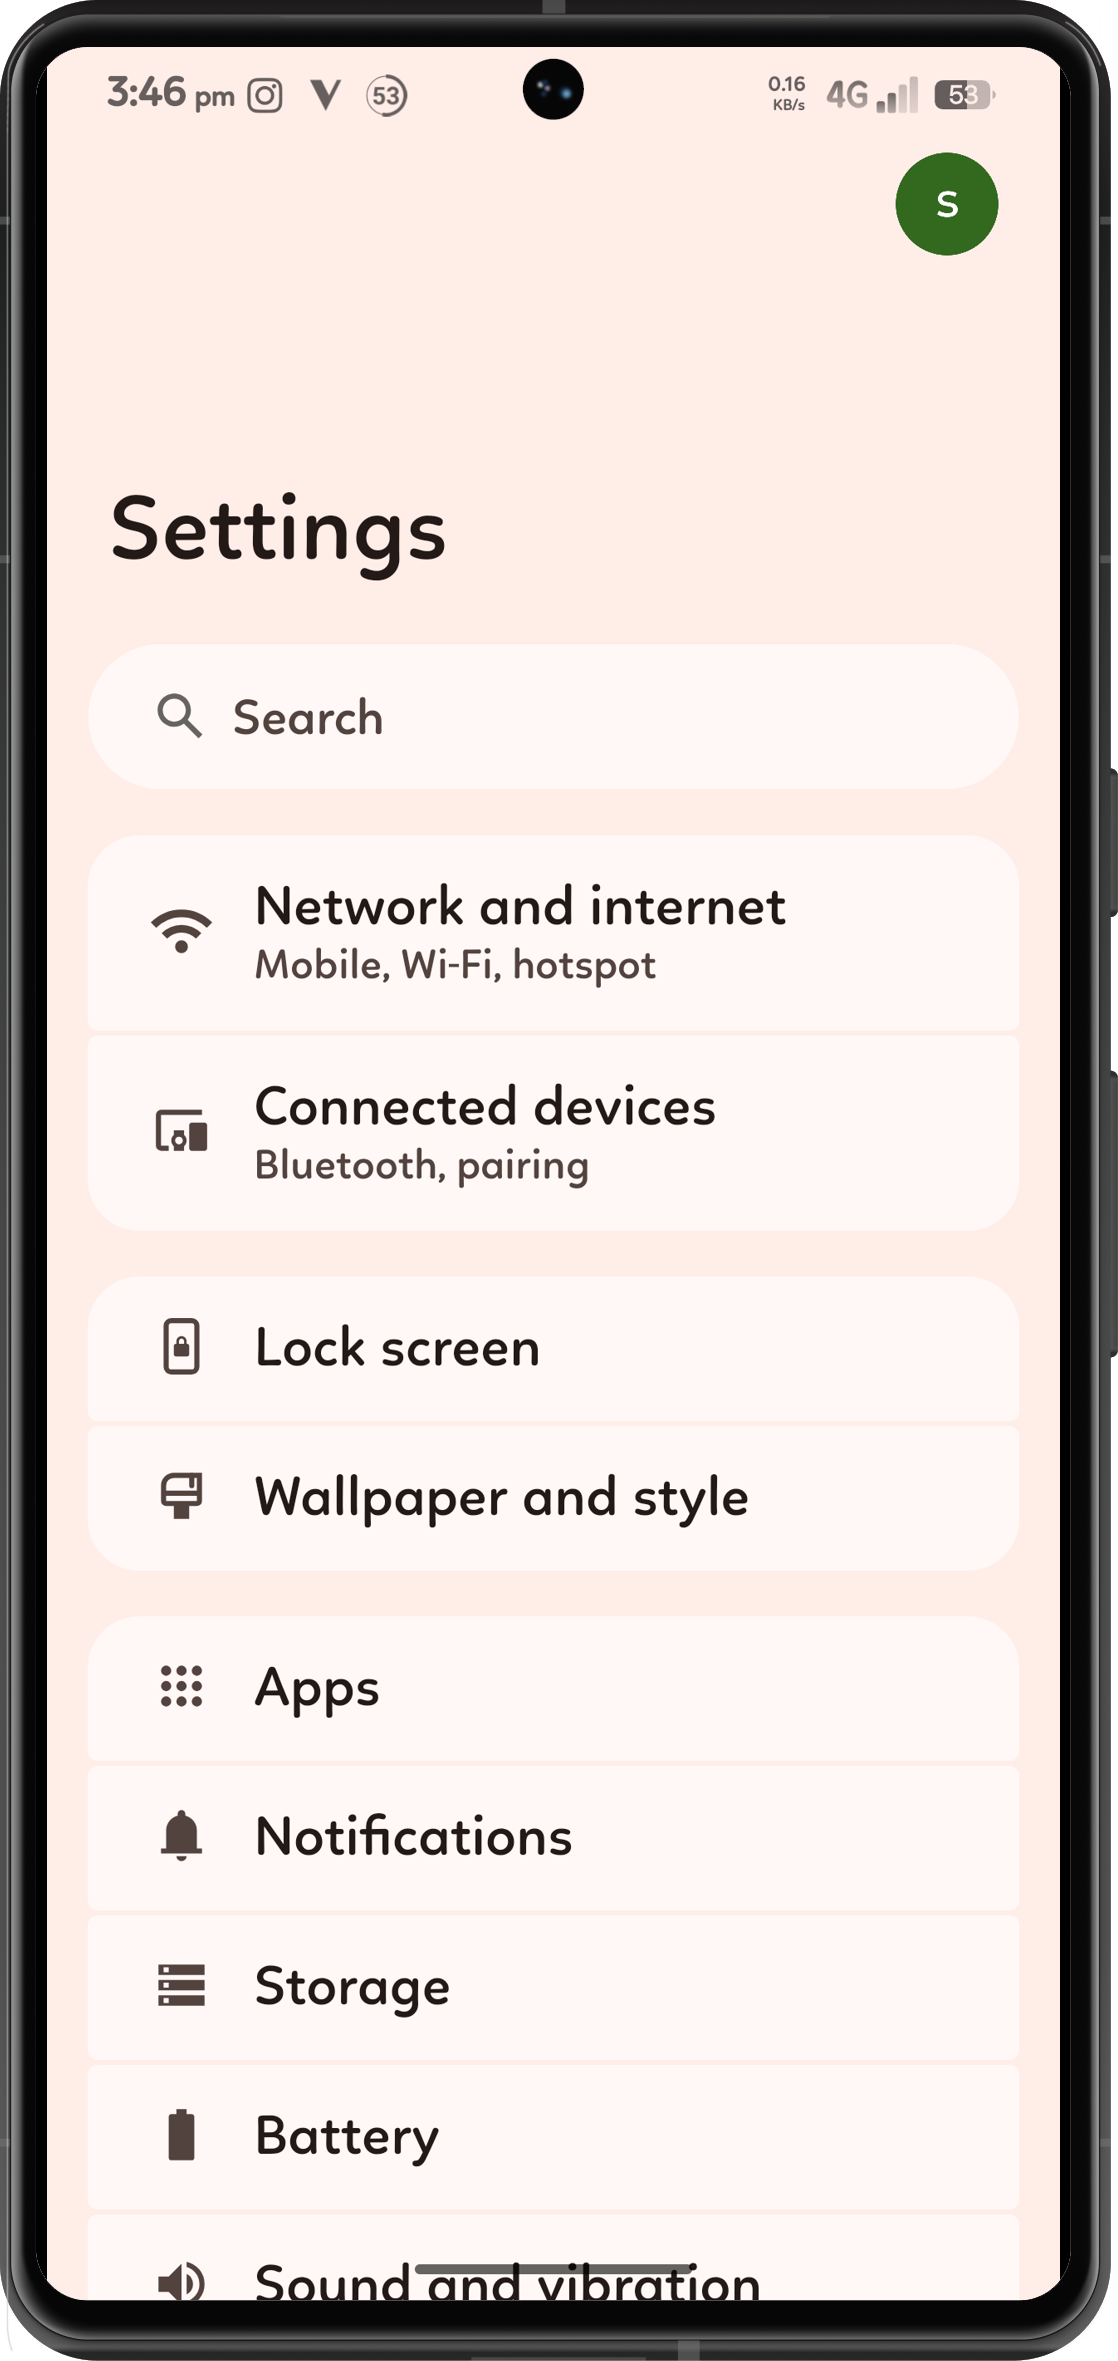 3:46 pm 53 0.16 KB/s 4G 53
S
Settings
Search
Network and internet
Mobile, Wi-Fi, hotspot
Connected devices
Bluetooth, pairing
Lock screen
Wallpaper and style
Apps
Notifications
Storage
Battery
Sound and vibration